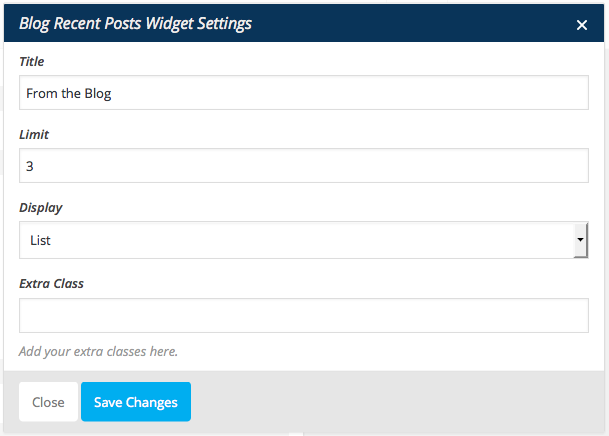 Blog Recent Posts Widget Settings
Title
From the Blog
Limit
3
Display
List
Extra Class
Add your extra classes here.
Close Save Changes